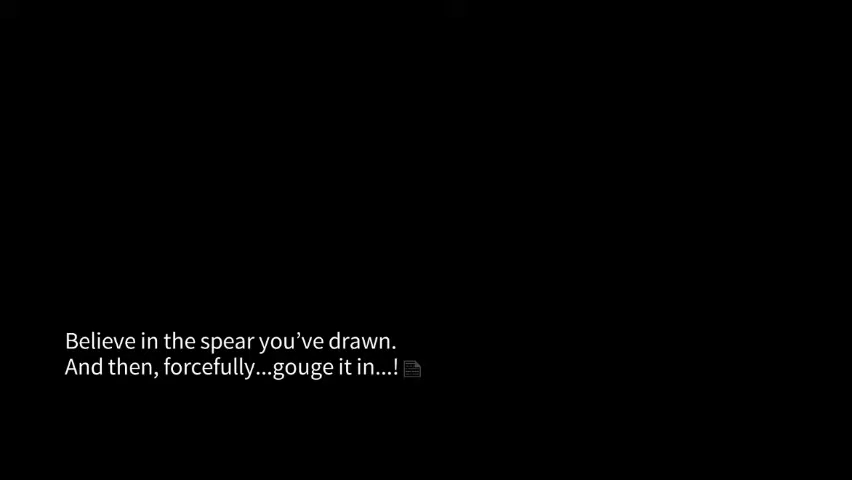 Believe in the spear you’ve drawn.
And then, forcefully...gouge it in...!